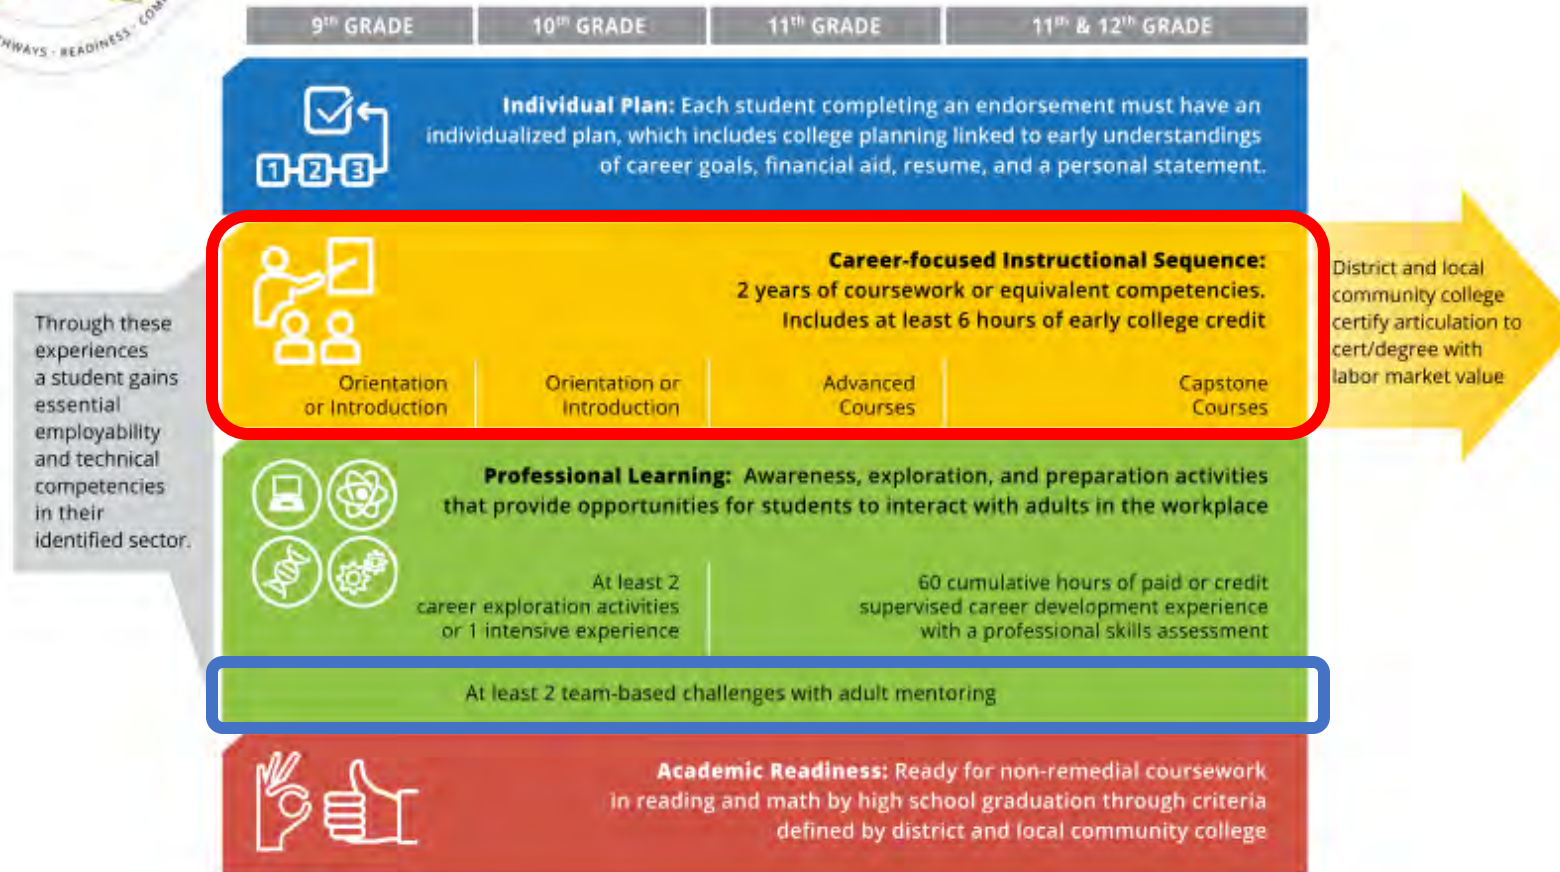 HWAYS - READINESS - COM
9th GRADE
10th GRADE
11th GRADE
11th & 12th GRADE
Individual Plan: Each student completing an endorsement must have an
individualized plan, which includes college planning linked to early understandings
of career goals, financial aid, resume, and a personal statement.
1 2 3
Career-focused Instructional Sequence:
2 years of coursework or equivalent competencies.
Includes at least 6 hours of early college credit
Orientation
or Introduction
Orientation or
Introduction
Advanced
Courses
Capstone
Courses
District and local
community college
certify articulation to
cert/degree with
labor market value
Through these
experiences
a student gains
essential
employability
and technical
competencies
in their
identified sector.
Professional Learning: Awareness, exploration, and preparation activities
that provide opportunities for students to interact with adults in the workplace
At least 2
career exploration activities
or 1 intensive experience
60 cumulative hours of paid or credit
supervised career development experience
with a professional skills assessment
At least 2 team-based challenges with adult mentoring
Academic Readiness: Ready for non-remedial coursework
in reading and math by high school graduation through criteria
defined by district and local community college